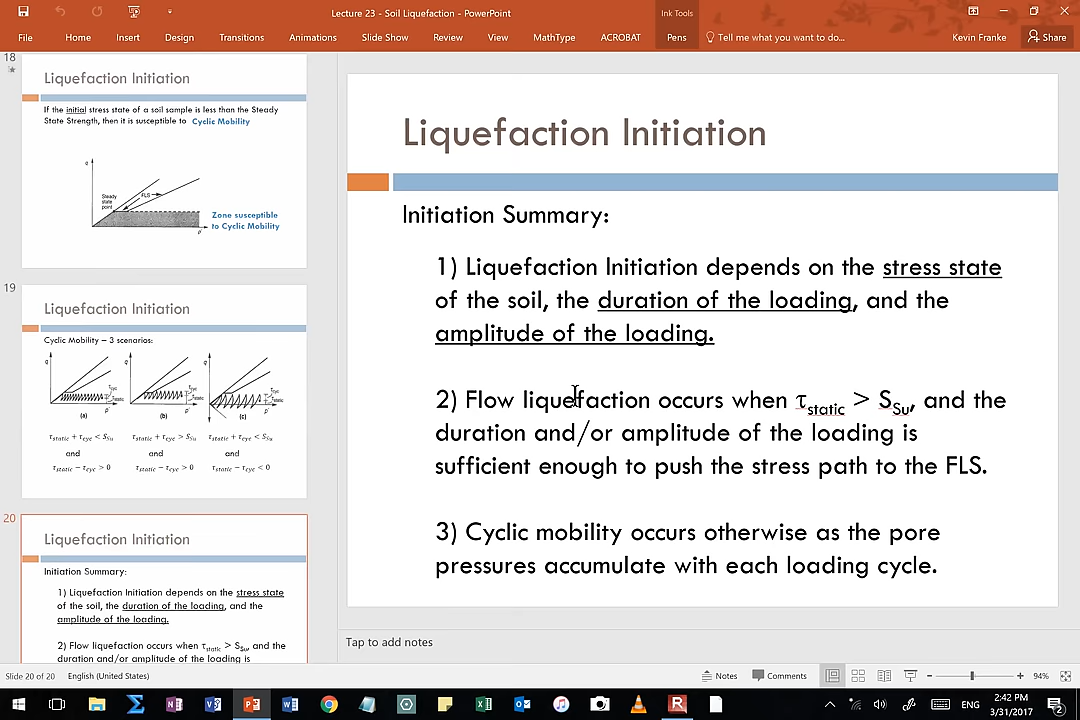 Lecture 23 - Soil Liquefaction - PowerPoint
Ink Tools
File Home Insert Design Transitions Animations Slide Show Review View MathType ACROBAT Pens Tell me what you want to do... Kevin Franke Share
18
Liquefaction Initiation
If the initial stress state of a soil sample is less than the Steady
State Strength, then it is susceptible to Cyclic Mobility
q
Steady
state
point
FLS
Zone susceptible
to Cyclic Mobility
p'
19
Liquefaction Initiation
Cyclic Mobility – 3 scenarios:
q q q
τcyc τcyc τcyc
τstatic τstatic τstatic
p' p' p'
(a) (b) (c)
τstatic + τcyc < SSu τstatic + τcyc > SSu τstatic + τcyc < SSu
and and and
τstatic − τcyc > 0 τstatic − τcyc > 0 τstatic − τcyc < 0
20
Liquefaction Initiation
Initiation Summary:
1) Liquefaction Initiation depends on the stress state
of the soil, the duration of the loading, and the
amplitude of the loading.
2) Flow liquefaction occurs when τstatic > SSu, and the
duration and/or amplitude of the loading is
Liquefaction Initiation
Initiation Summary:
1) Liquefaction Initiation depends on the stress state
of the soil, the duration of the loading, and the
amplitude of the loading.
2) Flow liquefaction occurs when τstatic > SSu, and the
duration and/or amplitude of the loading is
sufficient enough to push the stress path to the FLS.
3) Cyclic mobility occurs otherwise as the pore
pressures accumulate with each loading cycle.
Tap to add notes
Slide 20 of 20 English (United States) Notes Comments 94%
ENG
2:42 PM
3/31/2017
2